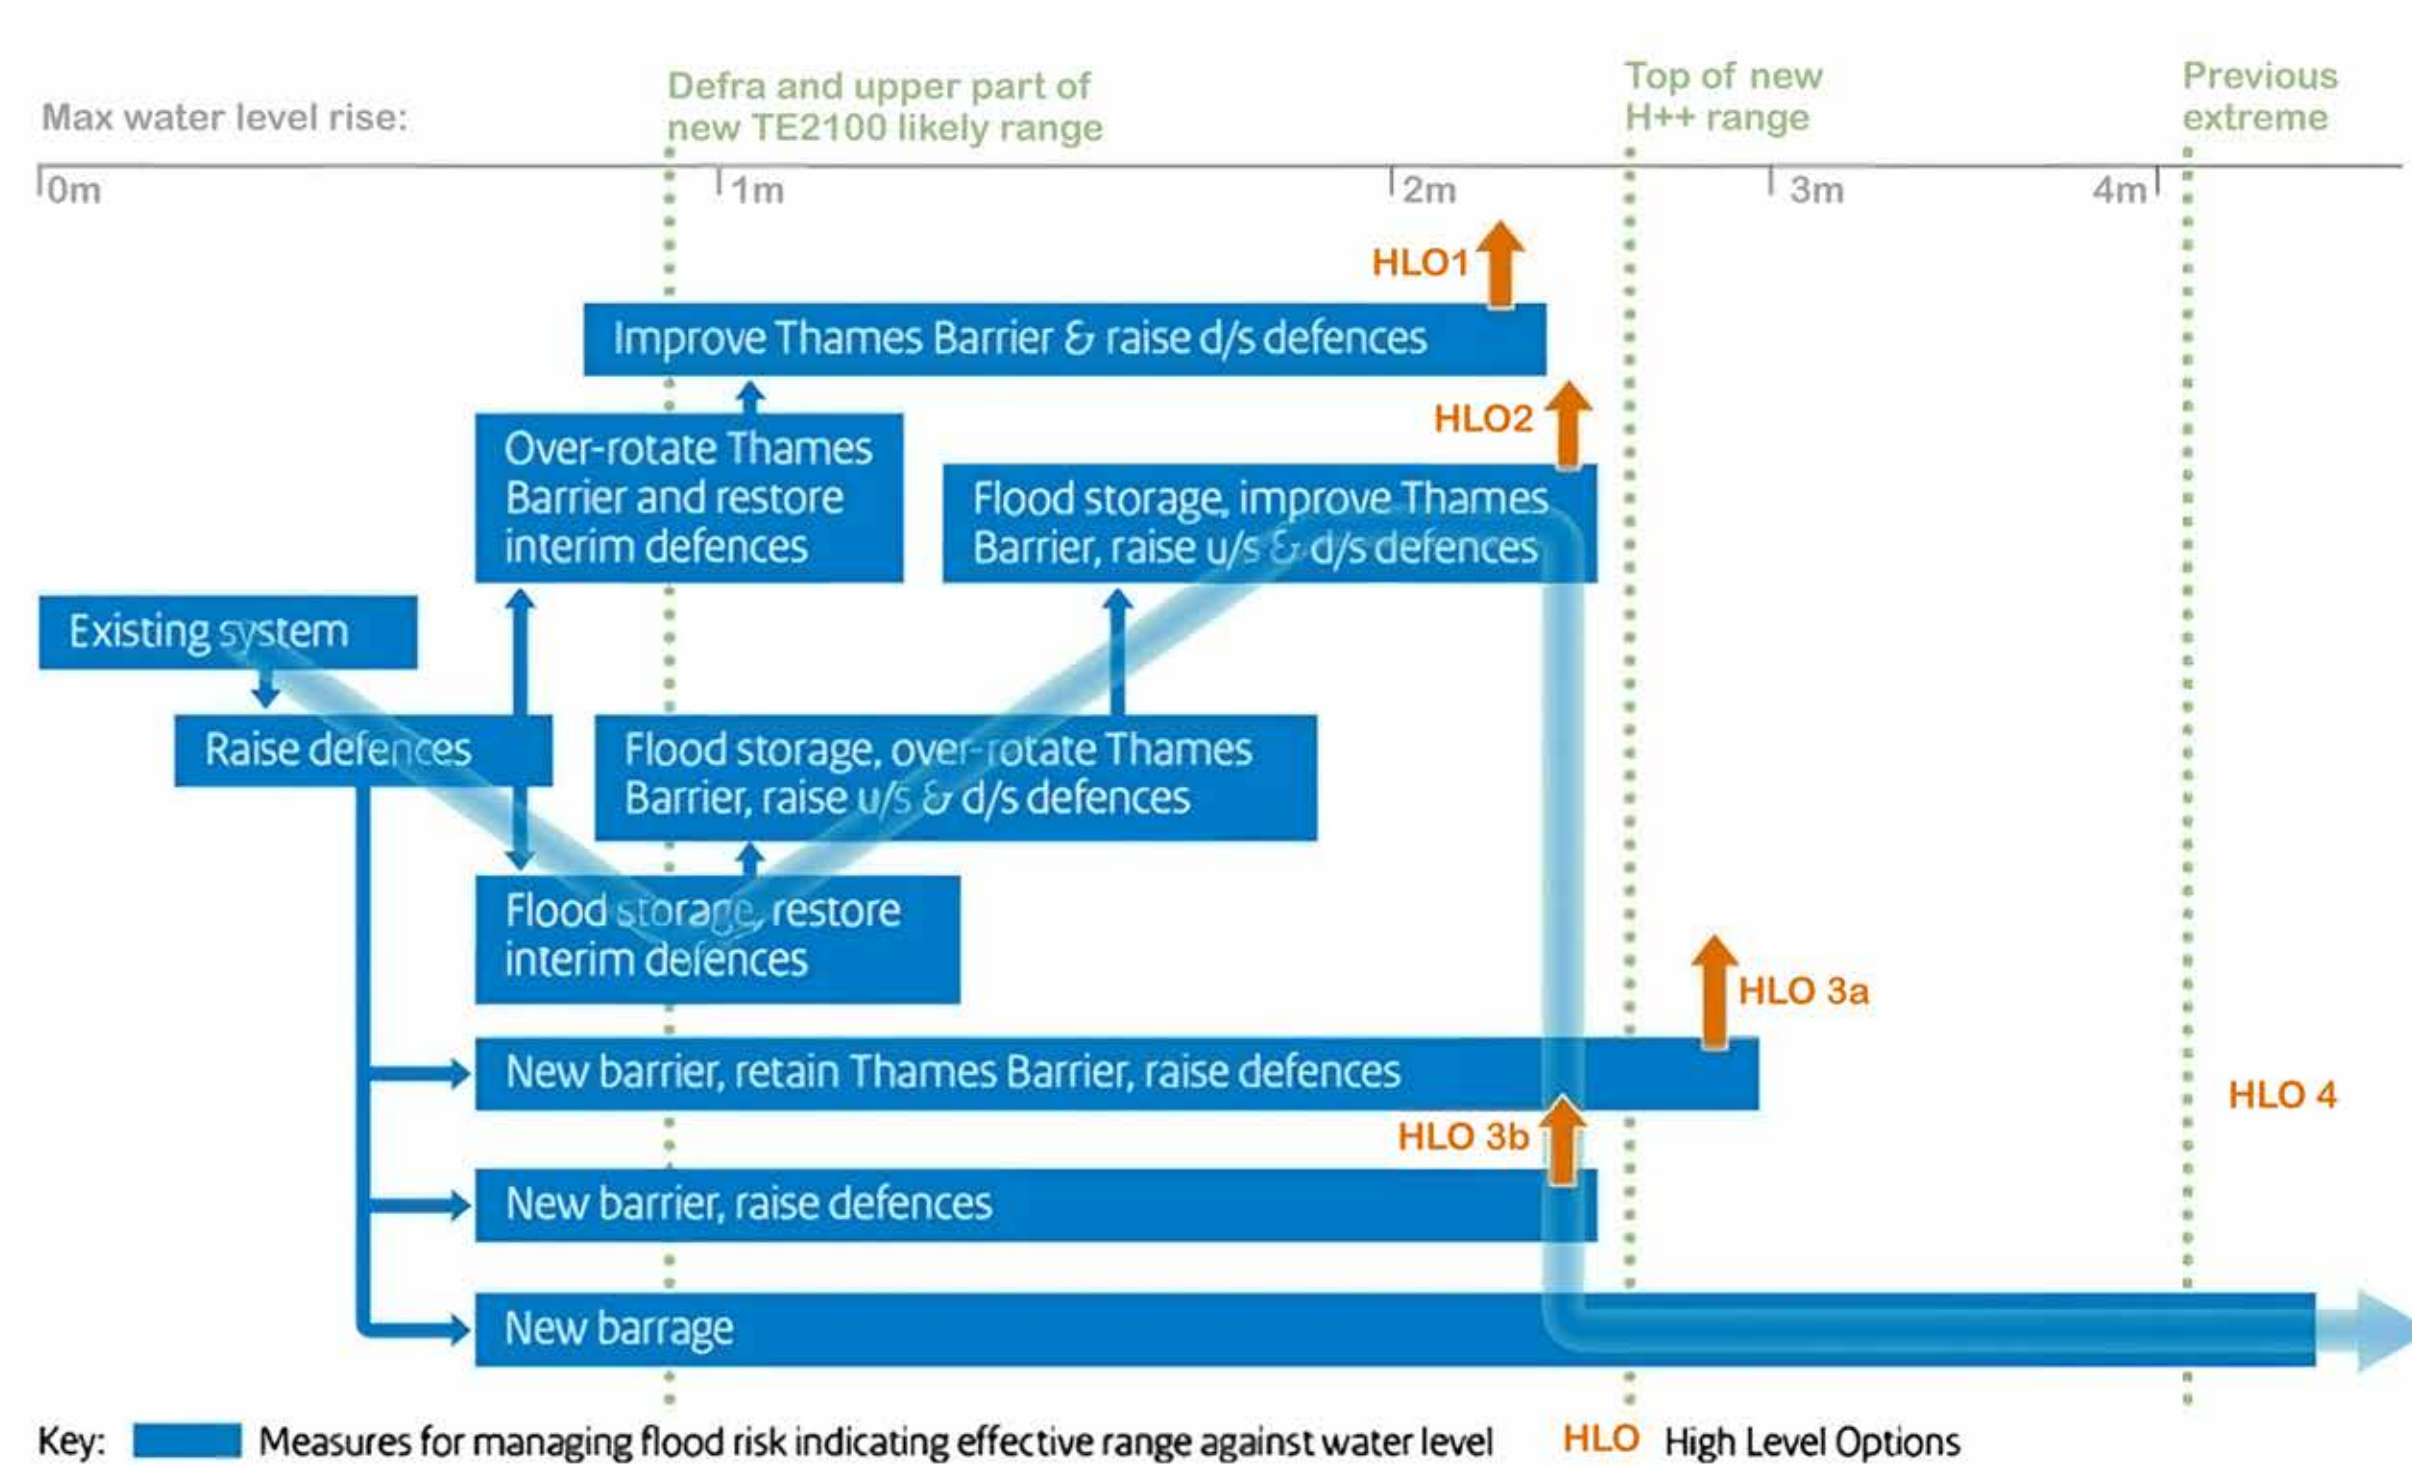 Max water level rise:
Defra and upper part of
new TE2100 likely range
Top of new
H++ range
Previous
extreme
0m
1m
2m
3m
4m
HLO1
Improve Thames Barrier & raise d/s defences
HLO2
Over-rotate Thames
Barrier and restore
interim defences
Flood storage, improve Thames
Barrier, raise u/s & d/s defences
Existing system
Raise defences
Flood storage, over-rotate Thames
Barrier, raise u/s & d/s defences
Flood storage, restore
interim defences
HLO 3a
New barrier, retain Thames Barrier, raise defences
HLO 4
HLO 3b
New barrier, raise defences
New barrage
Key:
Measures for managing flood risk indicating effective range against water level
HLO High Level Options